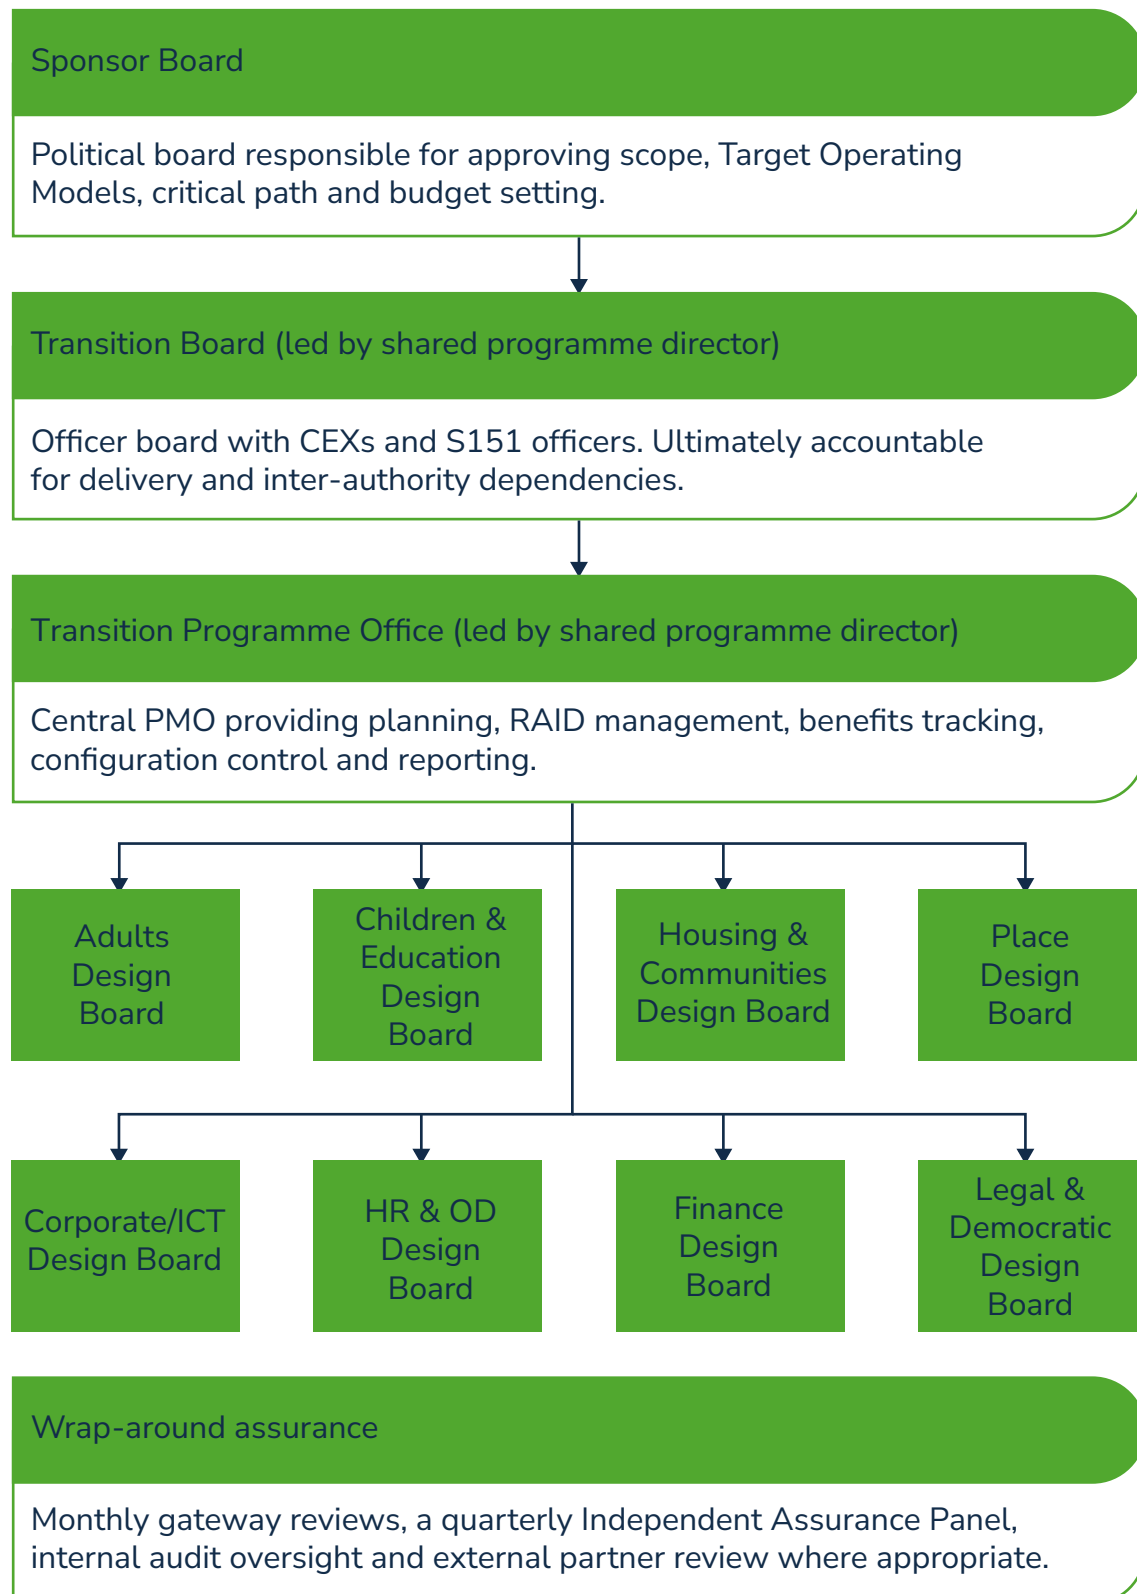 Sponsor Board
Political board responsible for approving scope, Target Operating
Models, critical path and budget setting.
Transition Board (led by shared programme director)
Officer board with CEXs and S151 officers. Ultimately accountable
for delivery and inter-authority dependencies.
Transition Programme Office (led by shared programme director)
Central PMO providing planning, RAID management, benefits tracking,
configuration control and reporting.
Adults
Design
Board
Children &
Education
Design
Board
Housing &
Communities
Design Board
Place
Design
Board
Corporate/ICT
Design Board
HR & OD
Design
Board
Finance
Design
Board
Legal &
Democratic
Design
Board
Wrap-around assurance
Monthly gateway reviews, a quarterly Independent Assurance Panel,
internal audit oversight and external partner review where appropriate.